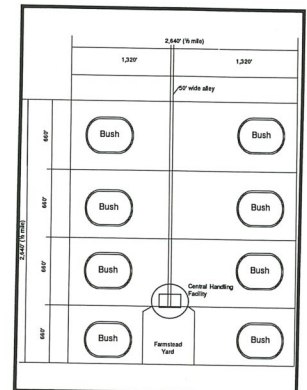 2,640' (½ mile)
1,320'
1,320'
50' wide alley
Bush
Bush
660'
Bush
Bush
660'
2,640' (½ mile)
Bush
Bush
660'
Central Handling
Facility
Bush
Bush
660'
Farmstead
Yard